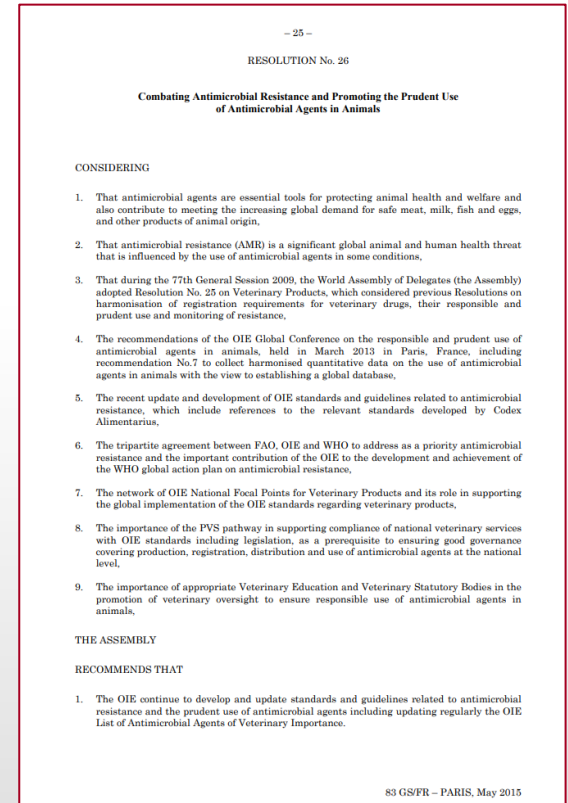 – 25 –
RESOLUTION No. 26
Combating Antimicrobial Resistance and Promoting the Prudent Use
of Antimicrobial Agents in Animals
CONSIDERING
1. That antimicrobial agents are essential tools for protecting animal health and welfare and
also contribute to meeting the increasing global demand for safe meat, milk, fish and eggs,
and other products of animal origin,
2. That antimicrobial resistance (AMR) is a significant global animal and human health threat
that is influenced by the use of antimicrobial agents in some conditions,
3. That during the 77th General Session 2009, the World Assembly of Delegates (the Assembly)
adopted Resolution No. 25 on Veterinary Products, which considered previous Resolutions on
harmonisation of registration requirements for veterinary drugs, their responsible and
prudent use and monitoring of resistance,
4. The recommendations of the OIE Global Conference on the responsible and prudent use of
antimicrobial agents in animals, held in March 2013 in Paris, France, including
recommendation No.7 to collect harmonised quantitative data on the use of antimicrobial
agents in animals with the view to establishing a global database,
5. The recent update and development of OIE standards and guidelines related to antimicrobial
resistance, which include references to the relevant standards developed by Codex
Alimentarius,
6. The tripartite agreement between FAO, OIE and WHO to address as a priority antimicrobial
resistance and the important contribution of the OIE to the development and achievement of
the WHO global action plan on antimicrobial resistance,
7. The network of OIE National Focal Points for Veterinary Products and its role in supporting
the global implementation of the OIE standards regarding veterinary products,
8. The importance of the PVS pathway in supporting compliance of national veterinary services
with OIE standards including legislation, as a prerequisite to ensuring good governance
covering production, registration, distribution and use of antimicrobial agents at the national
level,
9. The importance of appropriate Veterinary Education and Veterinary Statutory Bodies in the
promotion of veterinary oversight to ensure responsible use of antimicrobial agents in
animals,
THE ASSEMBLY
RECOMMENDS THAT
1. The OIE continue to develop and update standards and guidelines related to antimicrobial
resistance and the prudent use of antimicrobial agents including updating regularly the OIE
List of Antimicrobial Agents of Veterinary Importance.
83 GS/FR – PARIS, May 2015